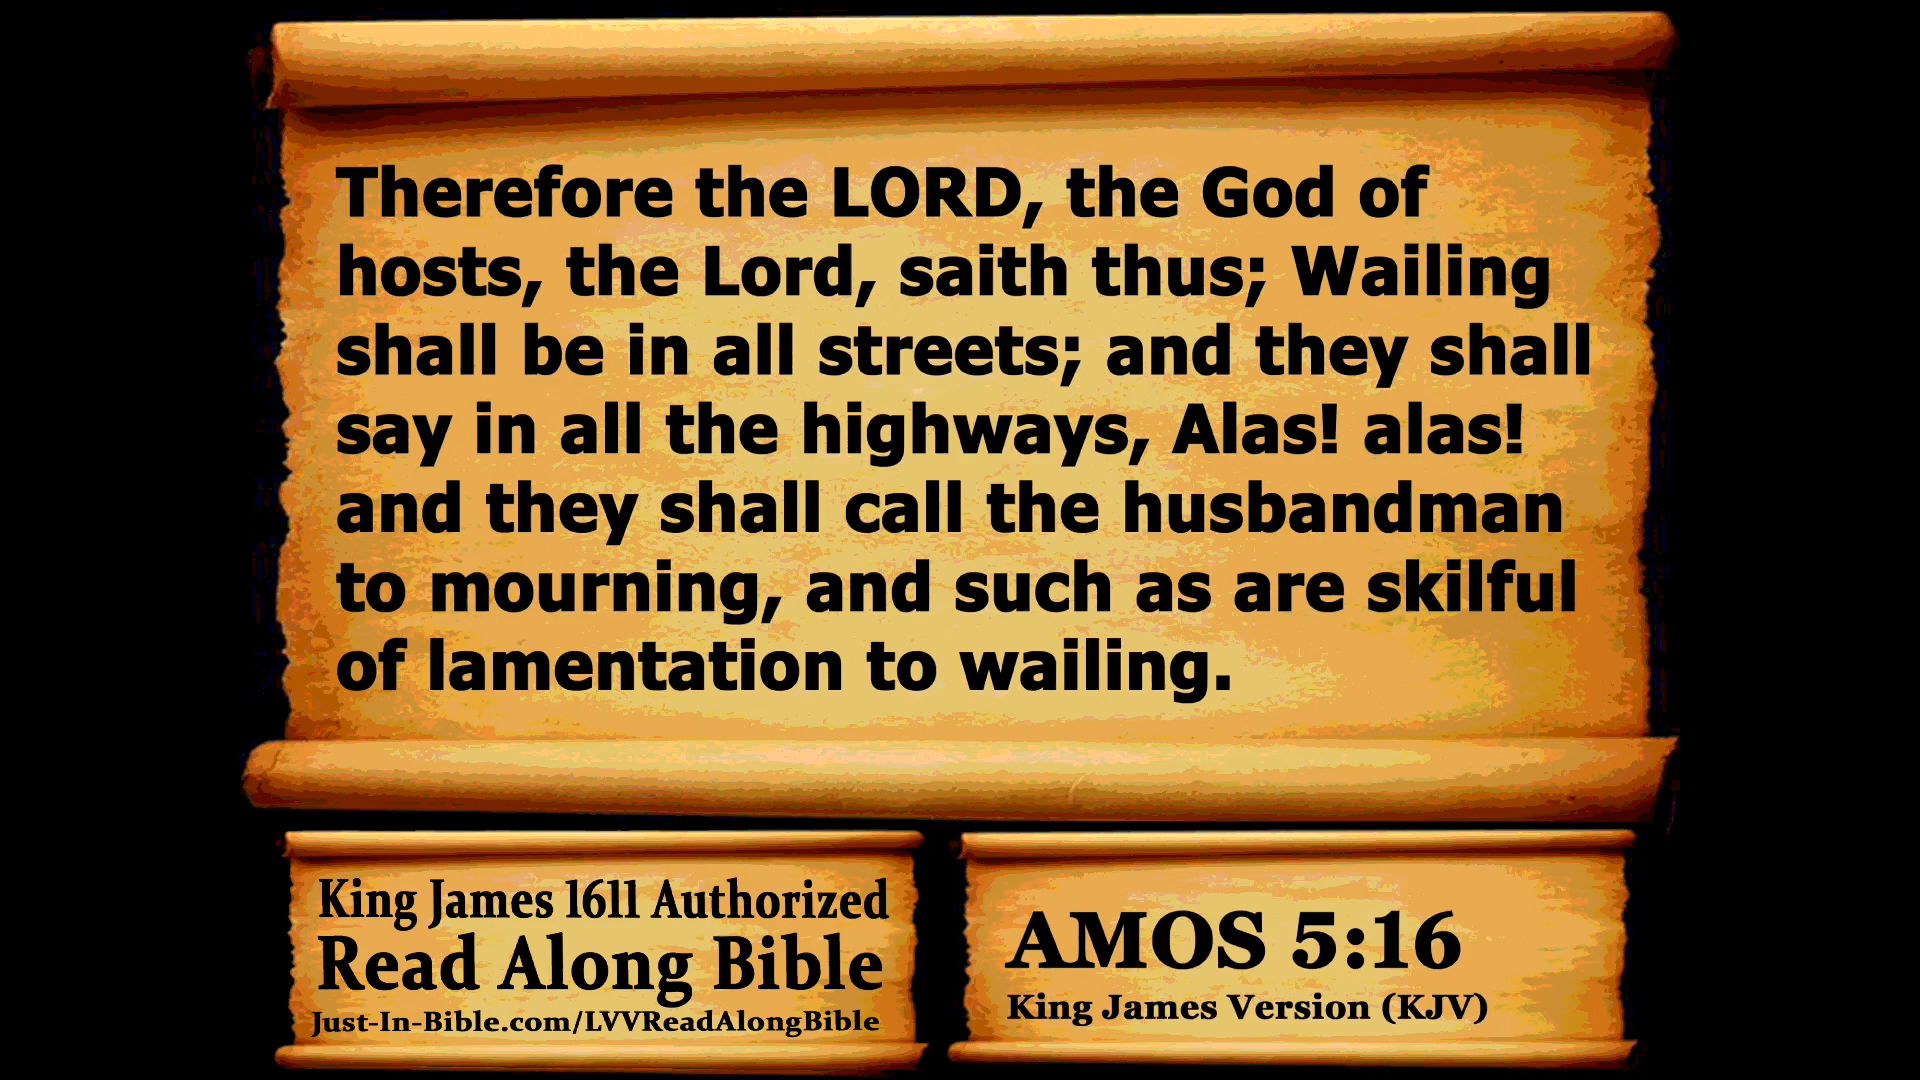 Therefore the LORD, the God of
hosts, the Lord, saith thus; Wailing
shall be in all streets; and they shall
say in all the highways, Alas! alas!
and they shall call the husbandman
to mourning, and such as are skilful
of lamentation to wailing.
King James 1611 Authorized
Read Along Bible
Just-In-Bible.com/LVVReadAlongBible
AMOS 5:16
King James Version (KJV)